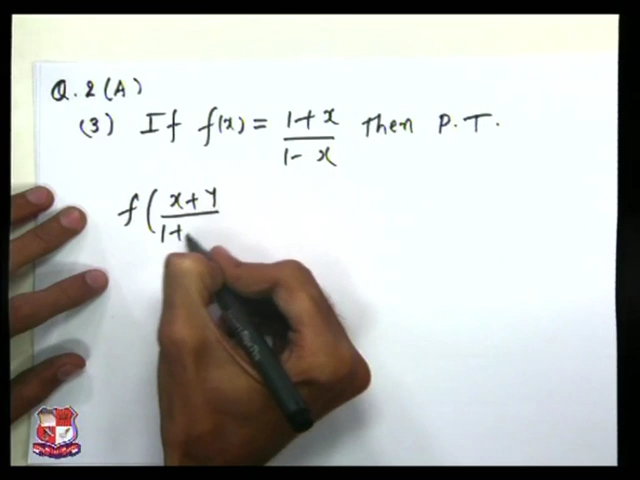 Q.2(A)
(3) If f(x) = 1+x / 1-x Then P.T.
f( x+y / 1+